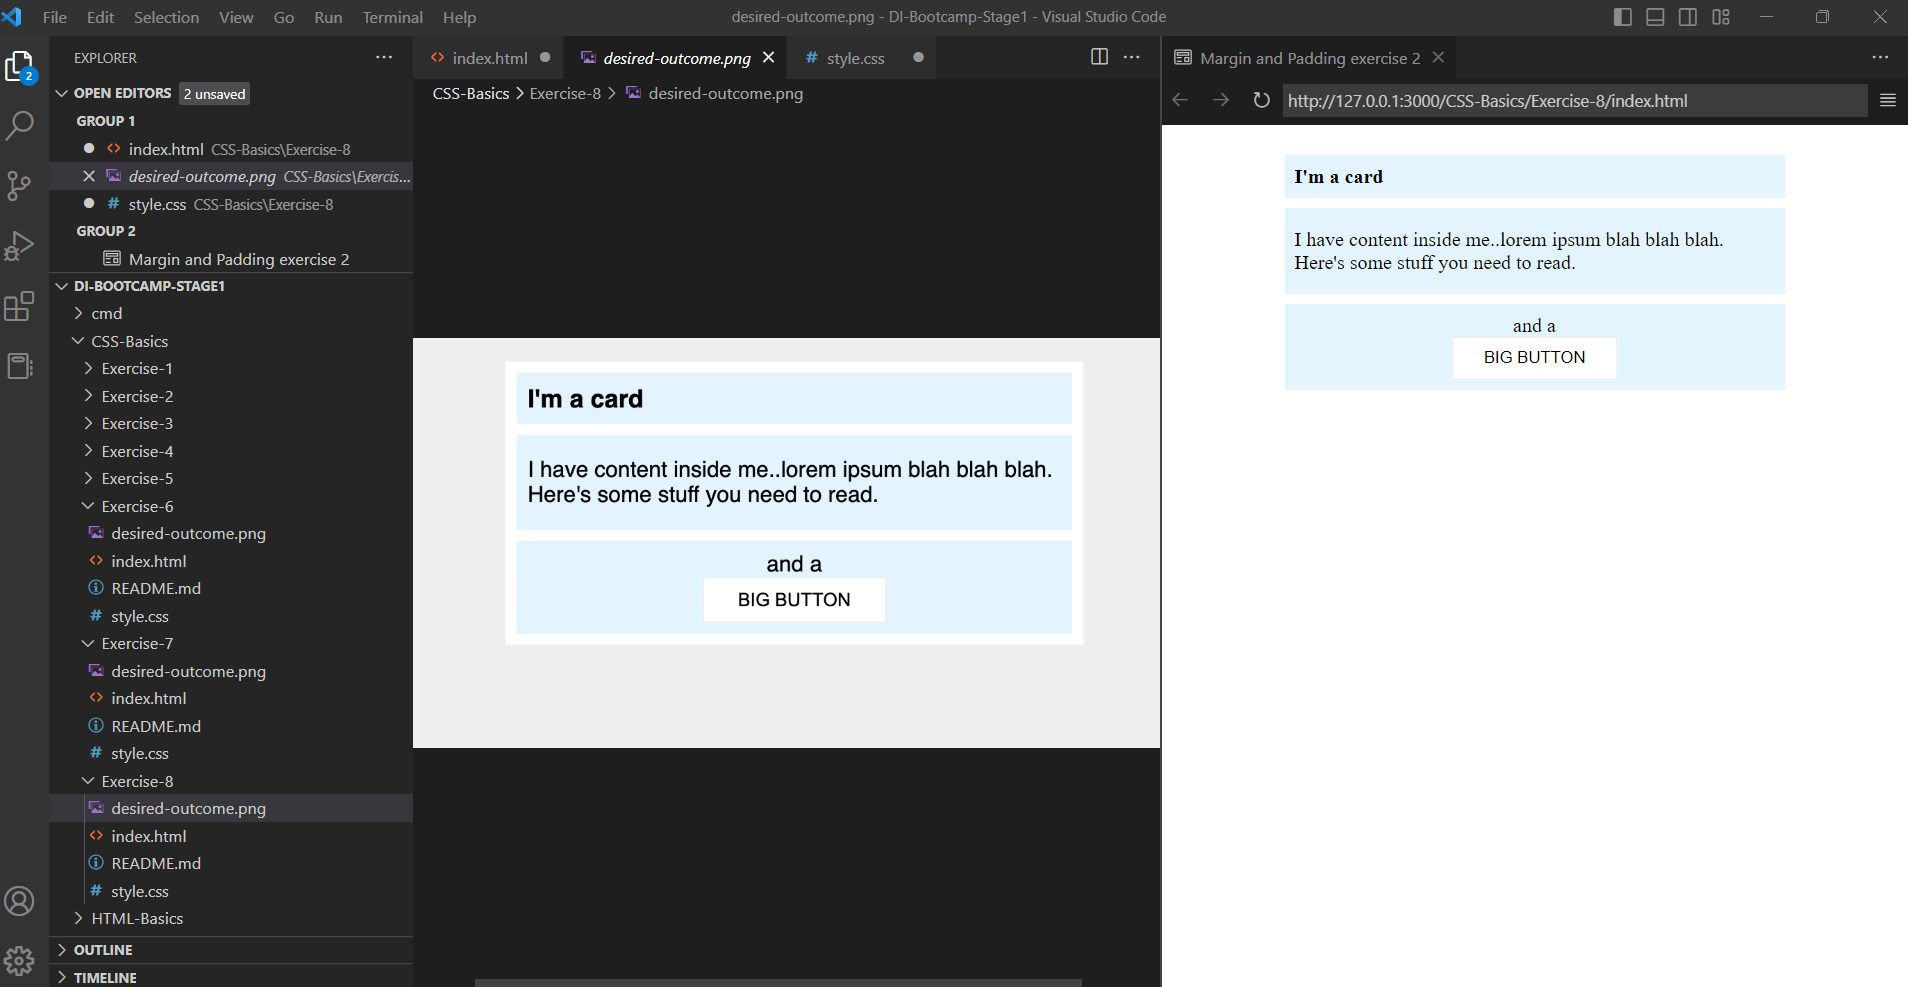 File Edit Selection View Go Run Terminal Help
desired-outcome.png - DI-Bootcamp-Stage1 - Visual Studio Code
2
EXPLORER
OPEN EDITORS 2 unsaved
GROUP 1
index.html CSS-Basics\Exercise-8
desired-outcome.png CSS-Basics\Exercis...
style.css CSS-Basics\Exercise-8
GROUP 2
Margin and Padding exercise 2
DI-BOOTCAMP-STAGE1
cmd
CSS-Basics
Exercise-1
Exercise-2
Exercise-3
Exercise-4
Exercise-5
Exercise-6
desired-outcome.png
index.html
README.md
style.css
Exercise-7
desired-outcome.png
index.html
README.md
style.css
Exercise-8
desired-outcome.png
index.html
README.md
style.css
HTML-Basics
OUTLINE
TIMELINE
index.html desired-outcome.png style.css
CSS-Basics > Exercise-8 > desired-outcome.png
I'm a card
I have content inside me..lorem ipsum blah blah blah.
Here's some stuff you need to read.
and a
BIG BUTTON
Margin and Padding exercise 2
http://127.0.0.1:3000/CSS-Basics/Exercise-8/index.html
I'm a card
I have content inside me..lorem ipsum blah blah blah.
Here's some stuff you need to read.
and a
BIG BUTTON